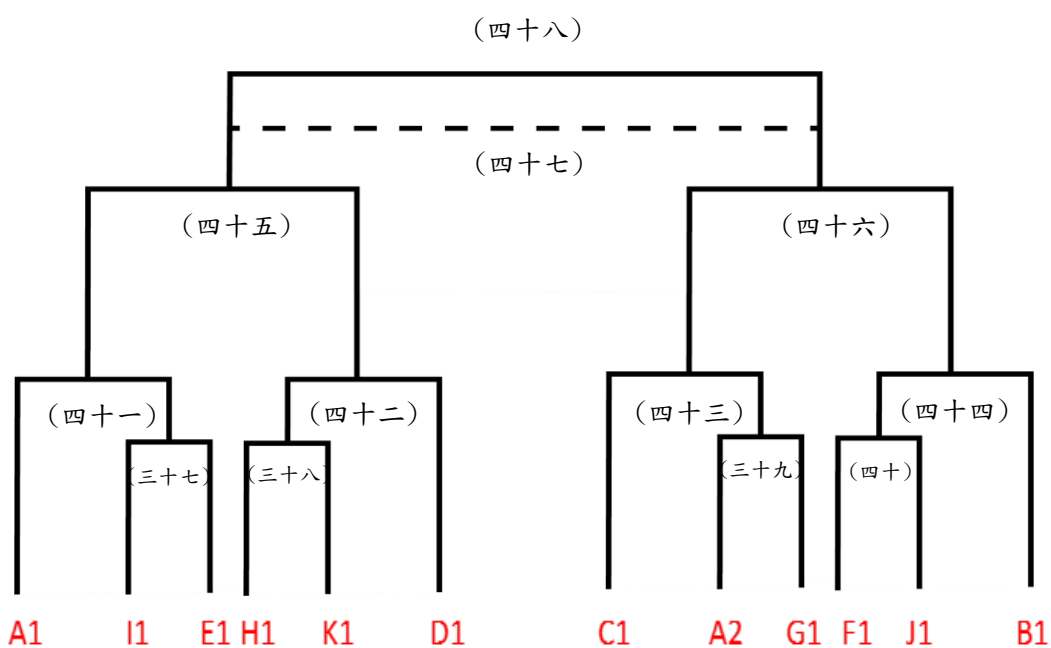 （四十八）
（四十七）
（四十五） （四十六）
（四十一） （四十二） （四十三） （四十四）
（三十七） （三十八） （三十九） （四十）
A1 I1 E1 H1 K1 D1 C1 A2 G1 F1 J1 B1